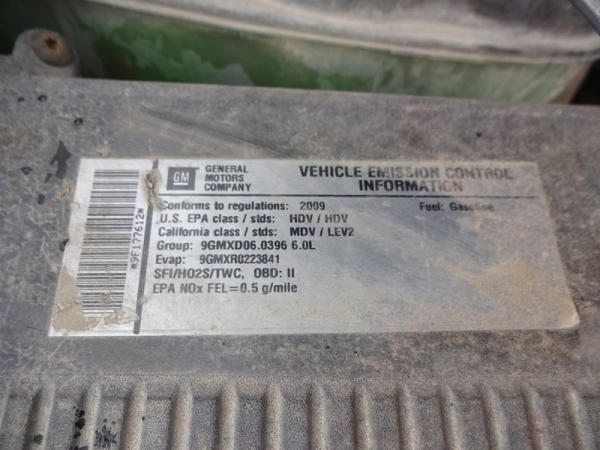 GM
GENERAL
MOTORS
COMPANY
VEHICLE EMISSION CONTROL
INFORMATION
Conforms to regulations: 2009
Fuel: Gasoline
U.S. EPA class / stds: HDV / HDV
California class / stds: MDV / LEV2
Group: 9GMXD06.0396 6.0L
Evap: 9GMXR0223841
SFI/HO2S/TWC, OBD: II
EPA NOx FEL=0.5 g/mile
*9F177612*